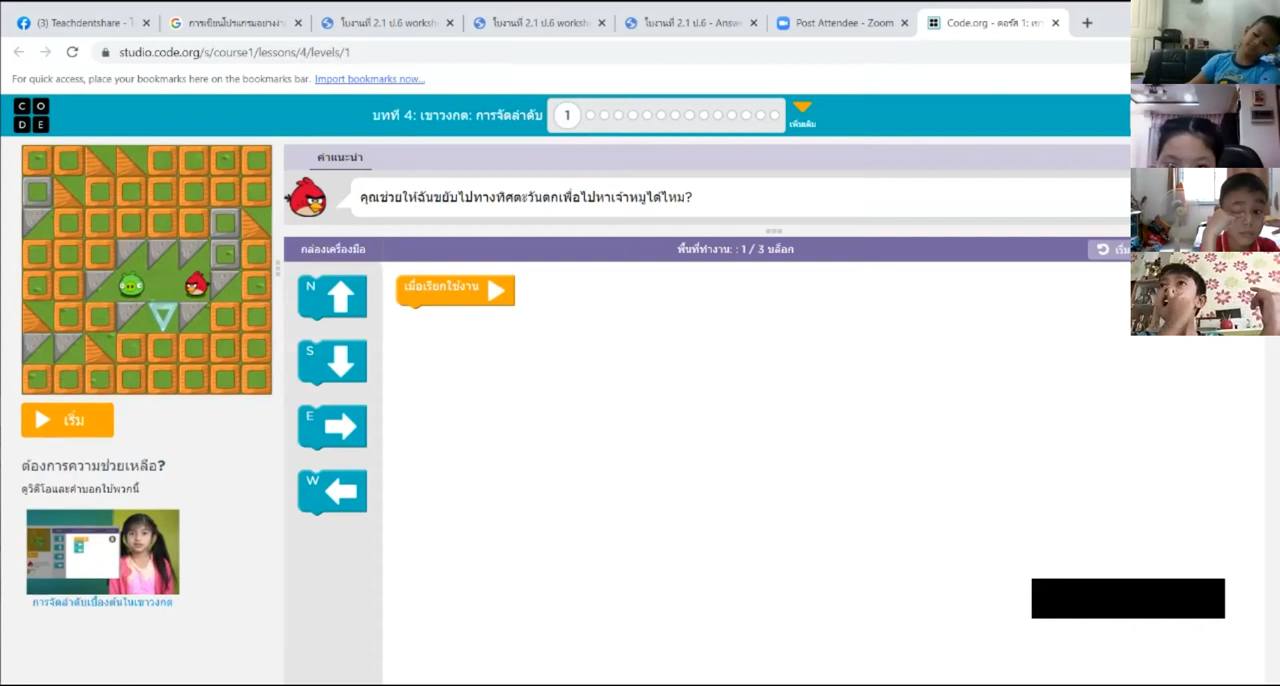 (3) Teachdentshare - โ
การเขียนโปรแกรมอย่างง่
ใบงานที่ 2.1 ป.6 worksh
ใบงานที่ 2.1 ป.6 worksh
ใบงานที่ 2.1 ป.6 - Answ
Post Attendee - Zoom
Code.org - คอร์ส 1: เขา
studio.code.org/s/course1/lessons/4/levels/1
For quick access, place your bookmarks here on the bookmarks bar. Import bookmarks now...
C O
D E
บทที่ 4: เขาวงกต: การจัดลำดับ
1
เพิ่มเติม
คำแนะนำ
คุณช่วยให้ฉันขยับไปทางทิศตะวันตกเพื่อไปหาเจ้าหมูได้ไหม?
กล่องเครื่องมือ
พื้นที่ทำงาน: : 1 / 3 บล็อก
เริ่ม
N
เมื่อเรียกใช้งาน
S
E
W
เริ่ม
ต้องการความช่วยเหลือ?
ดูวิดีโอและคำบอกใบ้พวกนี้
การจัดลำดับเบื้องต้นในเขาวงกต